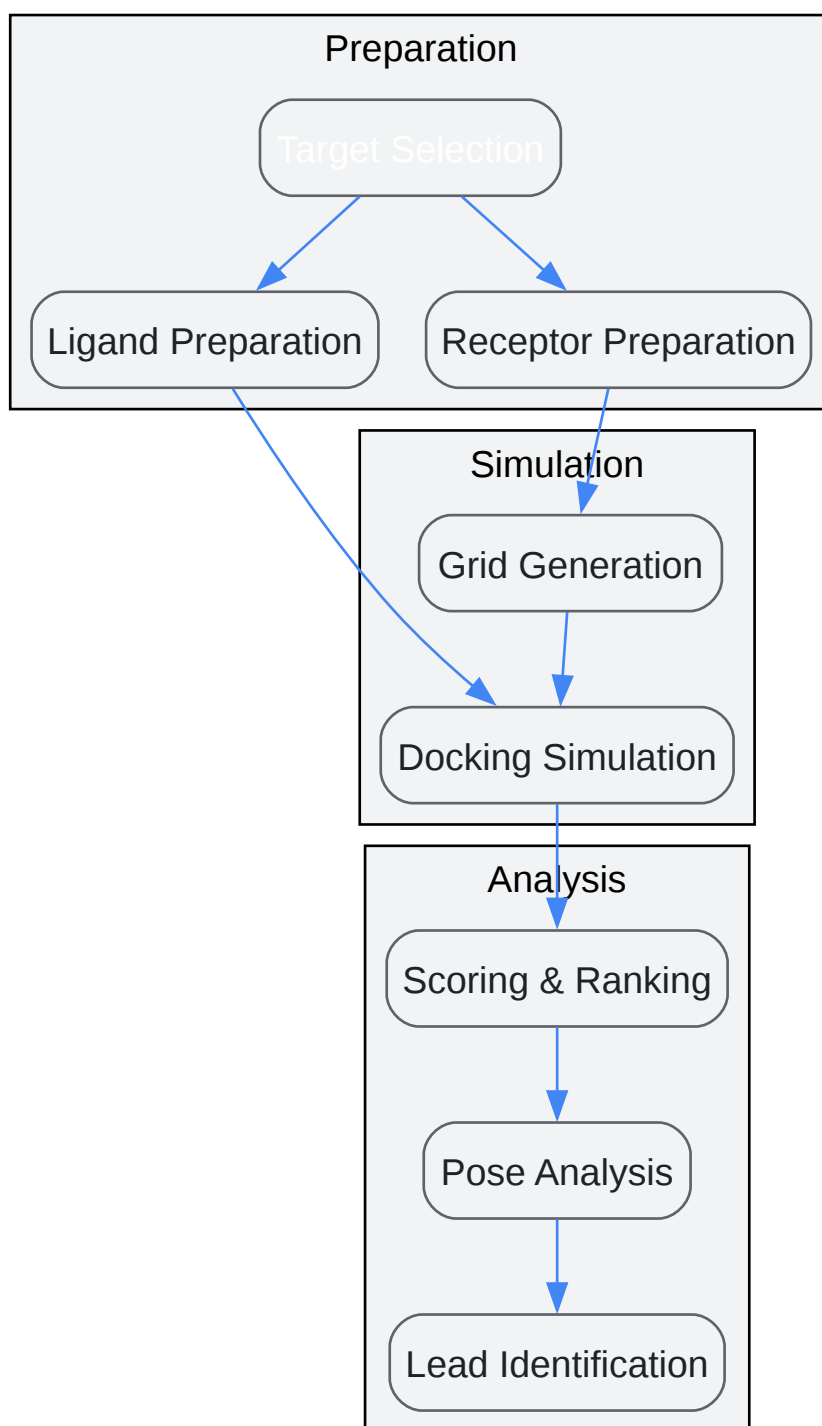 Preparation
Target Selection
Ligand Preparation
Receptor Preparation
Simulation
Grid Generation
Docking Simulation
Analysis
Scoring & Ranking
Pose Analysis
Lead Identification